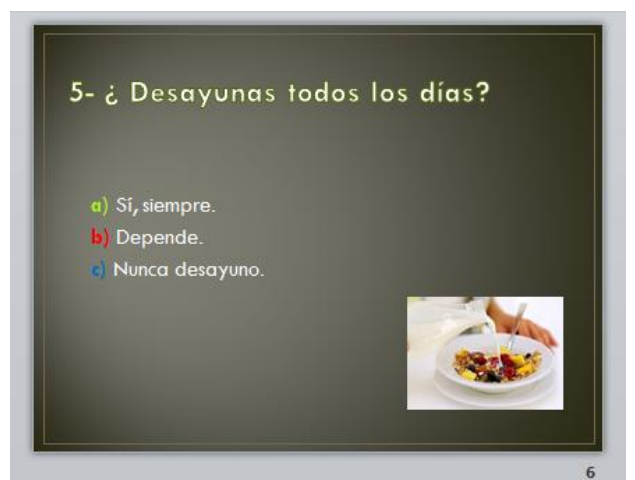 5- ¿ Desayunas todos los días?
a) Sí, siempre.
b) Depende.
c) Nunca desayuno.
6